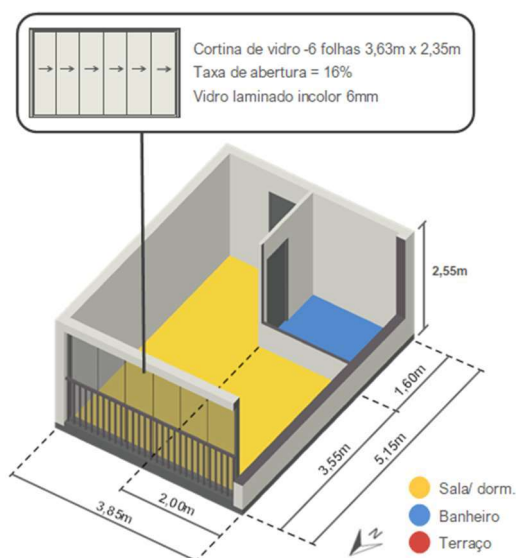 Cortina de vidro -6 folhas 3,63m x 2,35m
Taxa de abertura = 16%
Vidro laminado incolor 6mm
2,55m
1,60m
3,55m
5,15m
2,00m
3,85m
N
Sala/ dorm.
Banheiro
Terraço